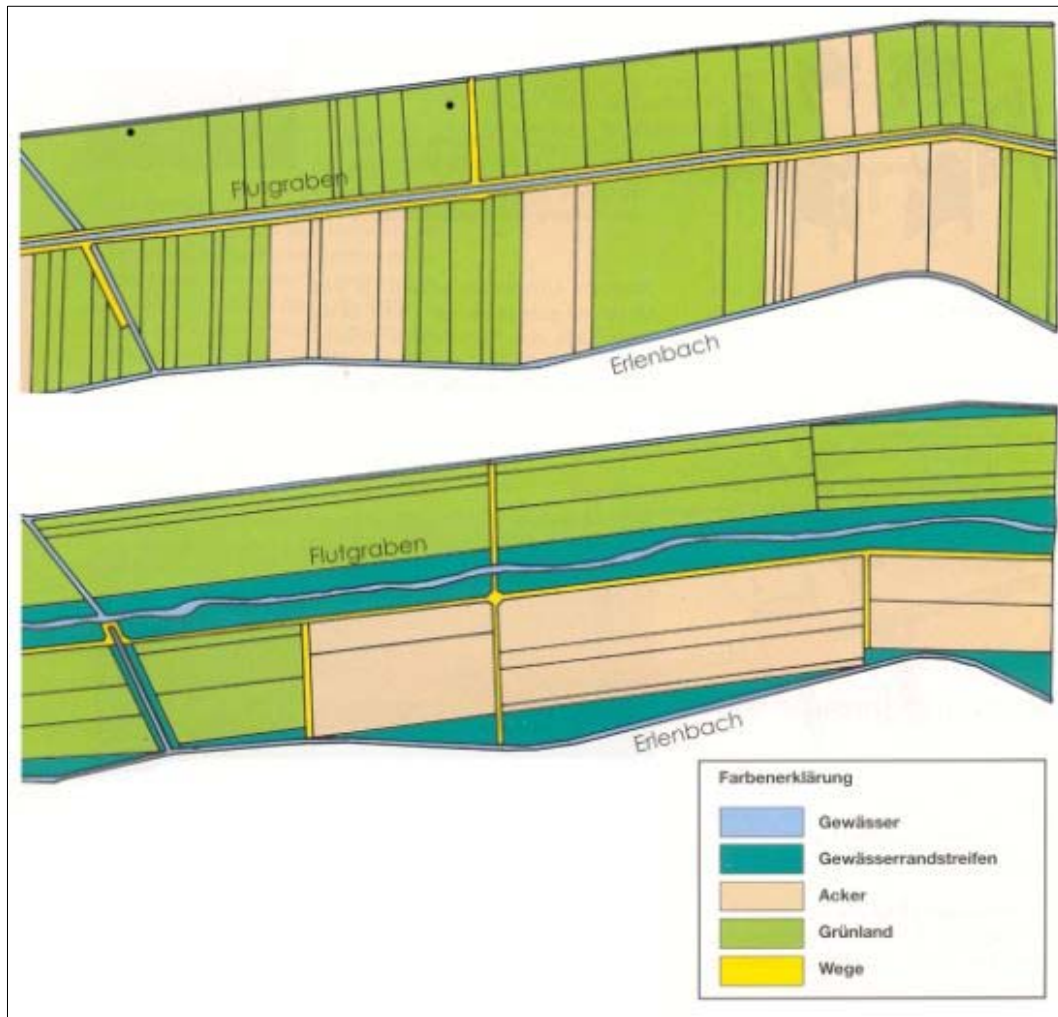 Flutgraben
Erlenbach
Flutgraben
Erlenbach
Farbenerklärung
Gewässer
Gewässerrandstreifen
Acker
Grünland
Wege